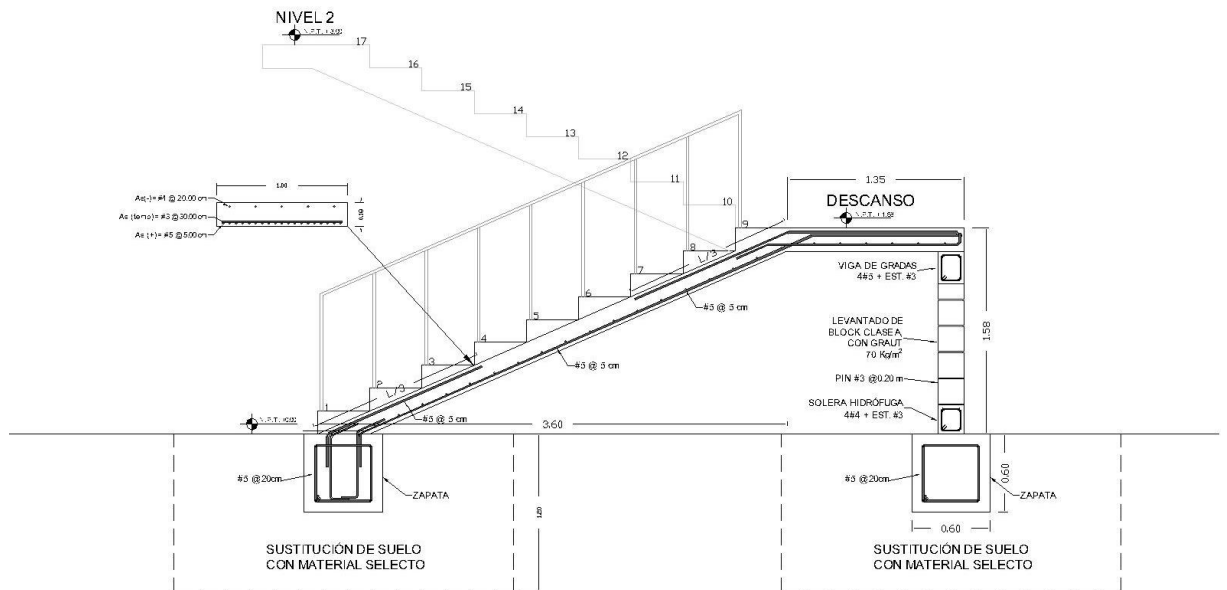 NIVEL 2
17
16
15
14
13
12
11
10
9
8
7
6
5
4
3
2
1
1.00
As(-)= #4 @ 20.00 cm
As (temp)= #3 @ 30.00 cm
As (+)= #5 @ 5.00 cm
1.35
DESCANSO
L/3
VIGA DE GRADAS
4#5 + EST. #3
#5 @ 5 cm
LEVANTADO DE
BLOCK CLASE A
CON GRAUT
70 Kg/m²
1.58
#5 @ 5 cm
PIN #3 @0.20 m
L/3
SOLERA HIDRÓFUGA
4#4 + EST. #3
#5 @ 5 cm
3.60
#5 @20cm
ZAPATA
#5 @20cm
0.60
ZAPATA
0.60
SUSTITUCIÓN DE SUELO
CON MATERIAL SELECTO
SUSTITUCIÓN DE SUELO
CON MATERIAL SELECTO